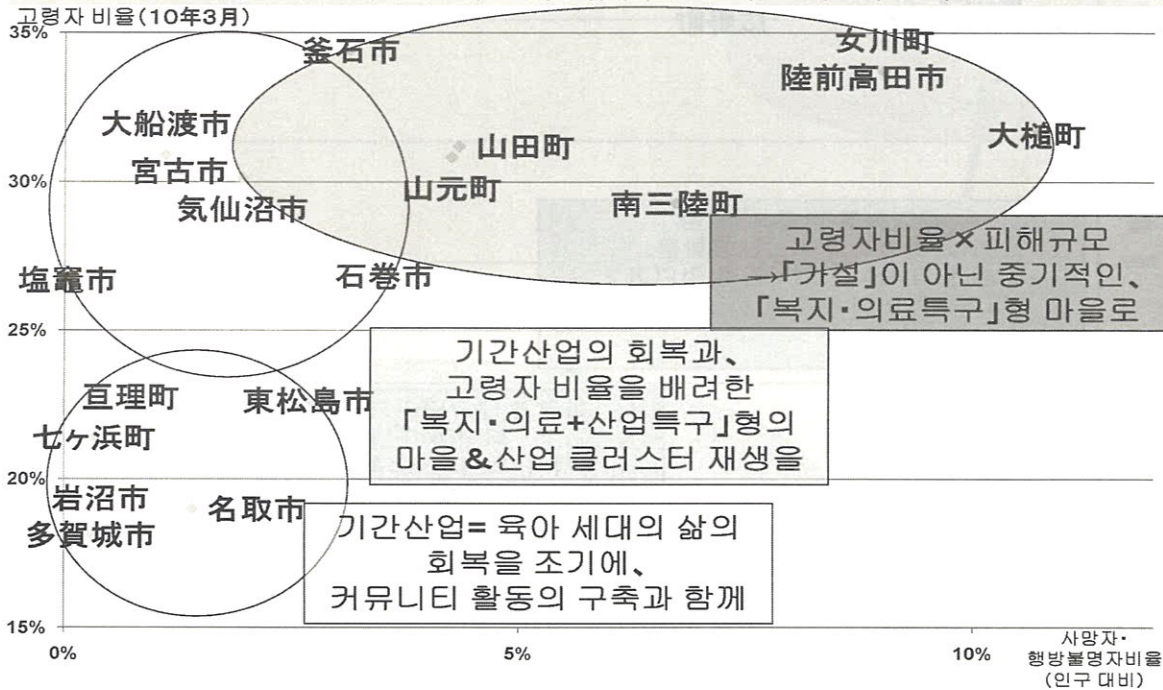 고령자 비율(10年3月)
35%
釜石市
女川町
陸前高田市
大船渡市
大槌町
山田町
宮古市
30%
山元町
気仙沼市
南三陸町
고령자비율×피해규모
→「가설」이 아닌 중기적인、
「복지·의료특구」형 마을로
塩竈市
石巻市
25%
기간산업의 회복과、
고령자 비율을 배려한
「복지·의료+산업특구」형의
마을&산업 클러스터 재생을
亘理町
東松島市
七ヶ浜町
20%
岩沼市
名取市
多賀城市
기간산업= 육아 세대의 삶의
회복을 조기에、
커뮤니티 활동의 구축과 함께
15%
0%
5%
10%
사망자·
행방불명자비율
(인구 대비)